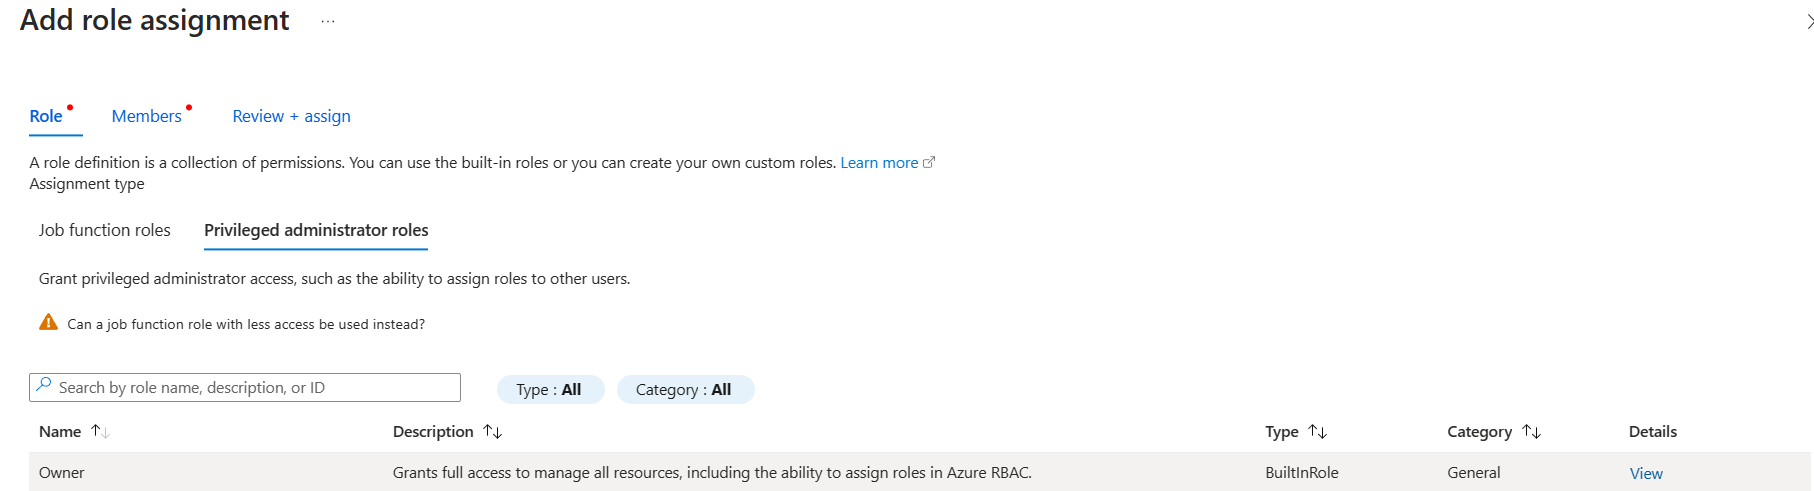 Add role assignment ...
Role Members Review + assign
A role definition is a collection of permissions. You can use the built-in roles or you can create your own custom roles. Learn more
Assignment type
Job function roles Privileged administrator roles
Grant privileged administrator access, such as the ability to assign roles to other users.
Can a job function role with less access be used instead?
Search by role name, description, or ID Type : All Category : All
Name Description Type Category Details
Owner Grants full access to manage all resources, including the ability to assign roles in Azure RBAC. BuiltInRole General View